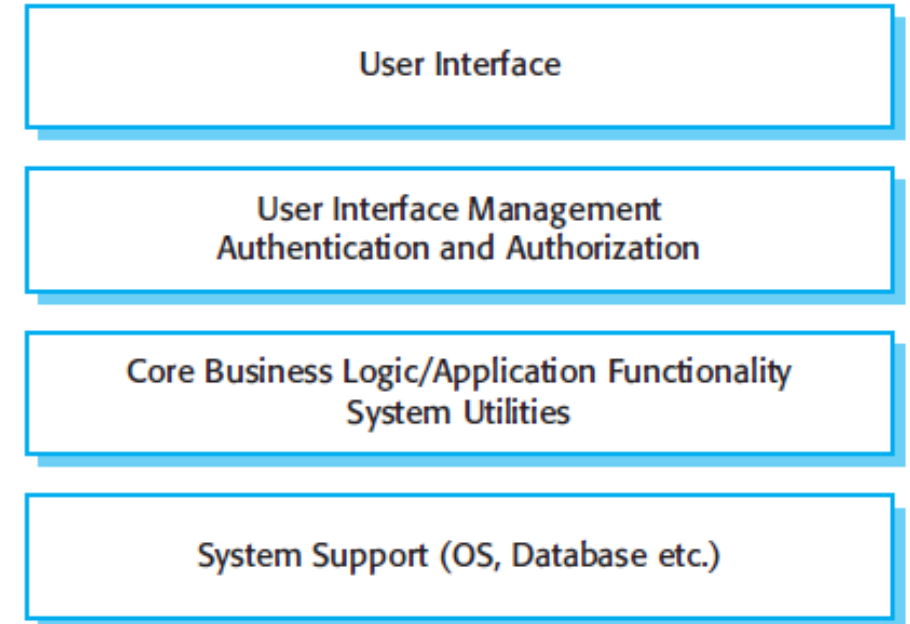 User Interface
User Interface Management
Authentication and Authorization
Core Business Logic/Application Functionality
System Utilities
System Support (OS, Database etc.)